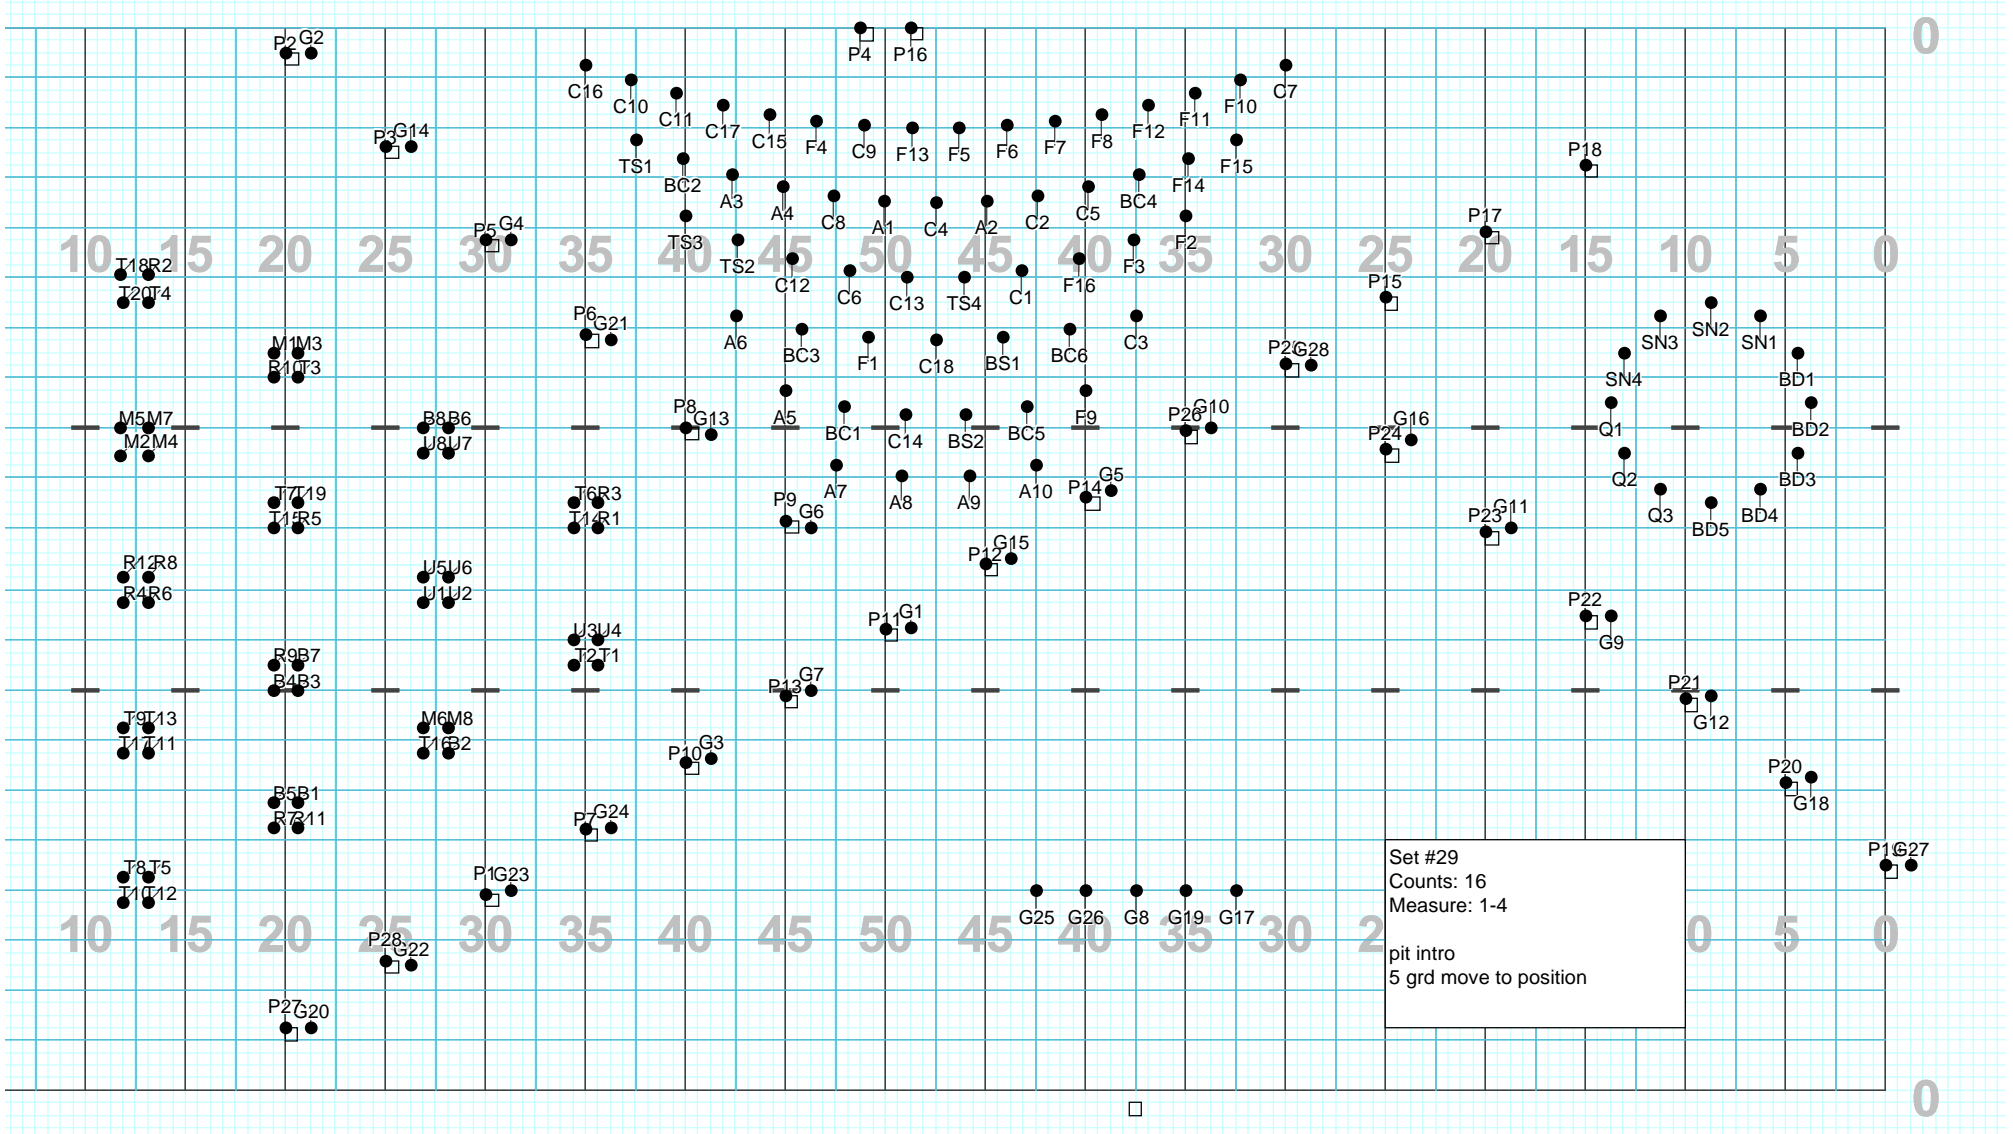 0
P2 G2
P4 P16
C16 C7
C10 F10
C11 F11
C17 F12
C15 F8
F4 C9 F13 F5 F6 F7
P3 G14
TS1 F15
P18
BC2 F14
A3 BC4
A4 C5
C8 A1 C4 A2 C2
P5 G4
P17
TS3 F2
10 15 20 25 30 35 40 45 50 45 40 35 30 25 20 15 10 5 0
TS2 F3
T18 R2
C12 F16
P15
C6 C13 TS4 C1
T20 T4
P6 G21
SN2
A6 C3
SN3 SN1
M1 M3
BC3 F1 C18 BS1 BC6
P25 G28
R10 T3
SN4 BD1
P8 G13
A5 F9
P26 G10
M5 M7 B8 B6
BC1 C14 BS2 BC5
P24 G16
Q1 BD2
M2 M4 U8 U7
P14 G5
Q2 BD3
T7 T19 T6 R3
P9 G6
A7 A8 A9 A10
P23 G11
Q3 BD5 BD4
T15 R5 T14 R1
P12 G15
R12 R8 U5 U6
R4 R6 U1 U2
P22
P11 G1
G9
U3 U4
R9 B7 T2 T1
B4 B3
P13 G7
P21
G12
T9 T13 M6 M8
T17 T11 T16 B2
P10 G3
P20
G18
B5 B1
R7 R11
P7 G24
P19 G27
T8 T5
P1 G23
T10 T12
G25 G26 G8 G19 G17
10 15 20 25 30 35 40 45 50 45 40 35 30 2 0 5 0
P28 G22
P27 G20
Set #29
Counts: 16
Measure: 1-4
pit intro
5 grd move to position
0